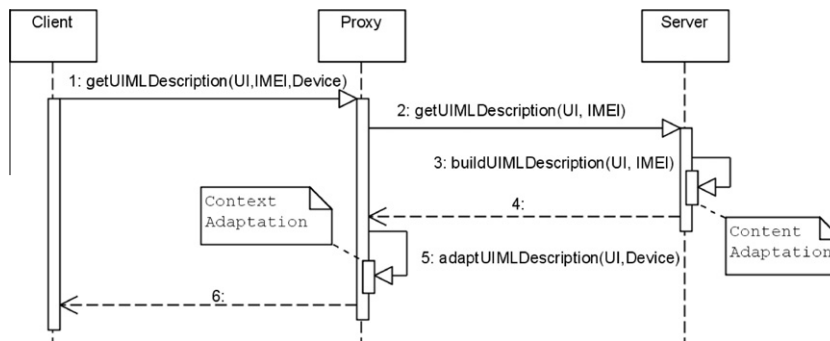 Client
Proxy
Server
1: getUIMLDescription(UI,IMEI,Device)
2: getUIMLDescription(UI, IMEI)
3: buildUIMLDescription(UI, IMEI)
Context
Adaptation
4:
Content
Adaptation
5: adaptUIMLDescription(UI,Device)
6: